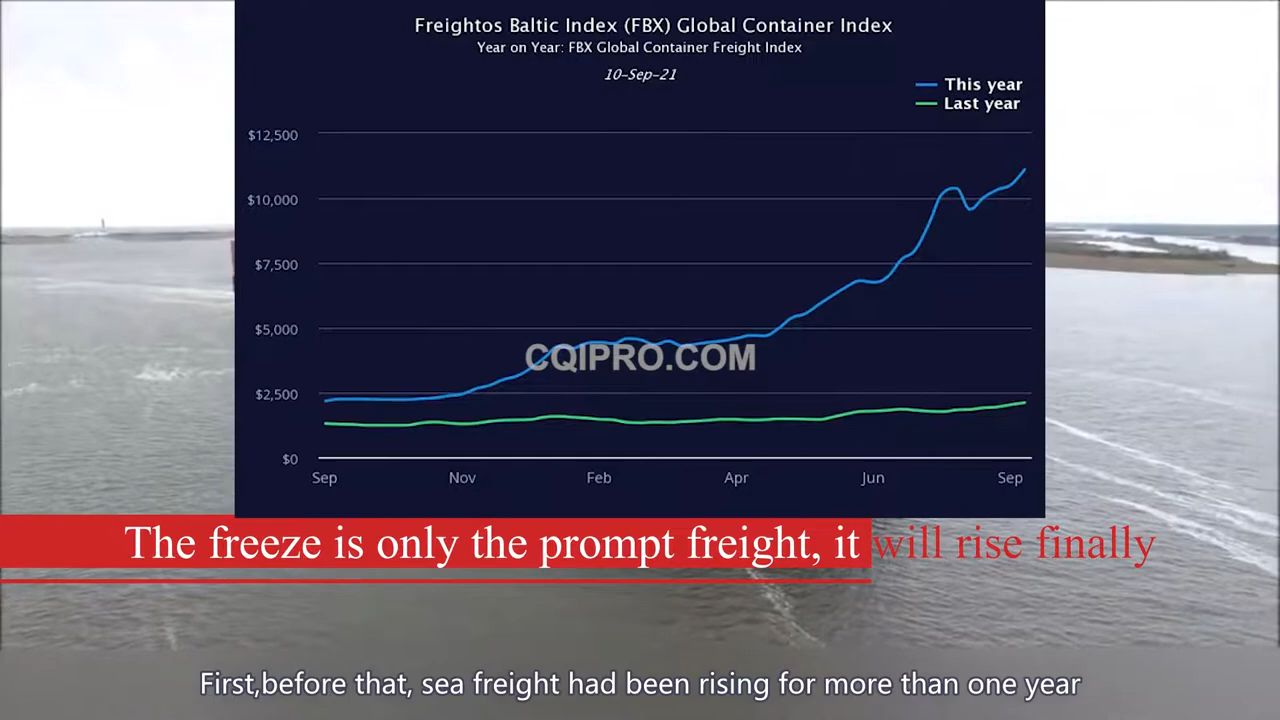 Freightos Baltic Index (FBX) Global Container Index
Year on Year: FBX Global Container Freight Index
10-Sep-21
This year
Last year
$12,500
$10,000
$7,500
$5,000
$2,500
$0
Sep Nov Feb Apr Jun Sep
CQIPRO.COM
The freeze is only the prompt freight, it will rise finally
First,before that, sea freight had been rising for more than one year